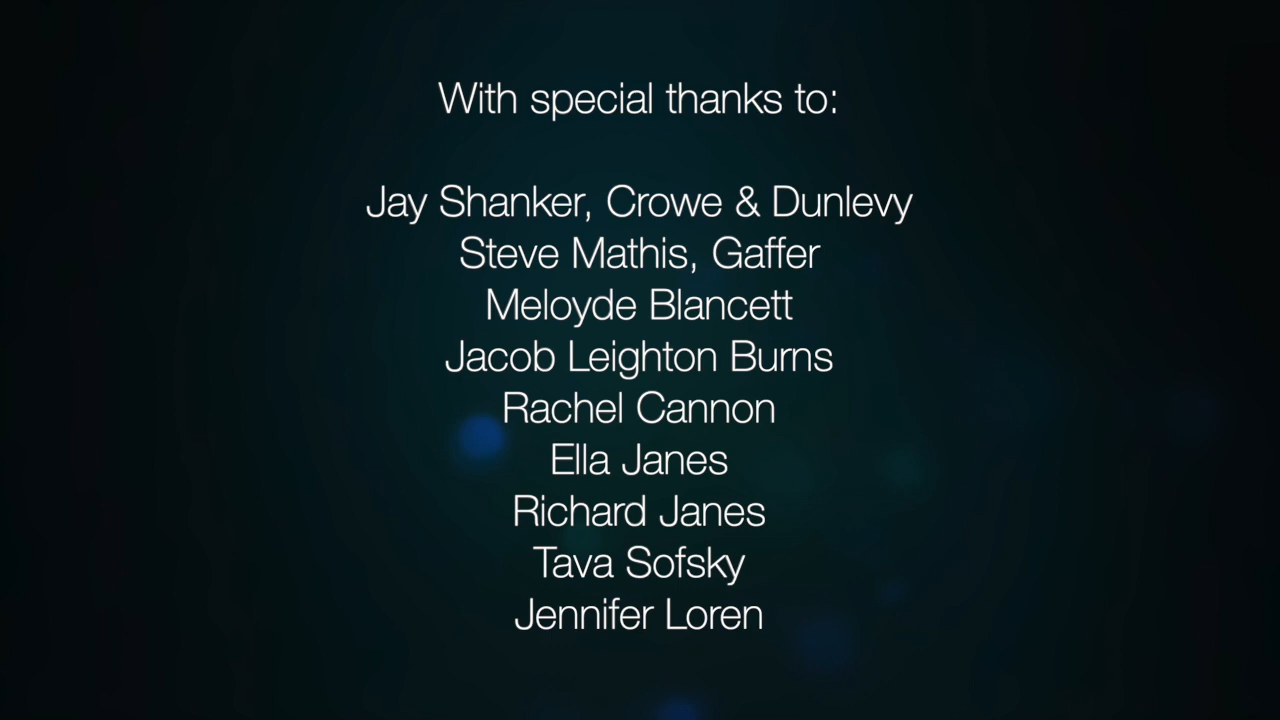 With special thanks to:
Jay Shanker, Crowe & Dunlevy
Steve Mathis, Gaffer
Meloyde Blancett
Jacob Leighton Burns
Rachel Cannon
Ella Janes
Richard Janes
Tava Sofsky
Jennifer Loren